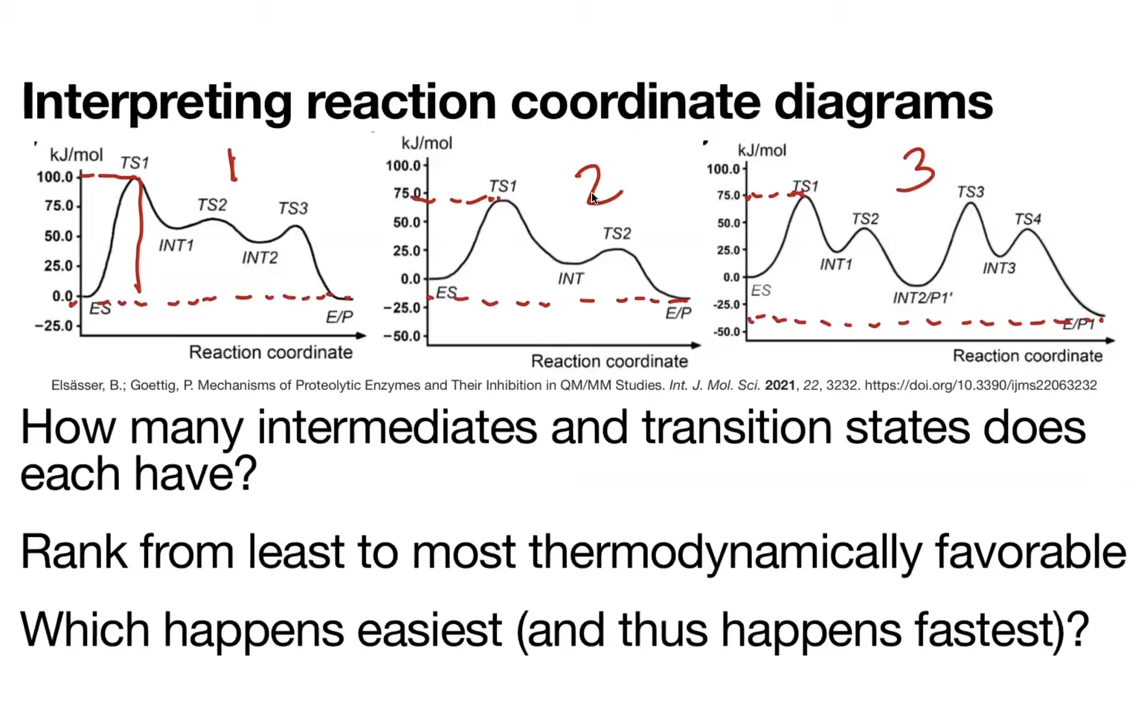 Interpreting reaction coordinate diagrams
kJ/mol
100.0
75.0
50.0
25.0
0.0
−25.0
TS1
1
TS2
TS3
INT1
INT2
ES
E/P
Reaction coordinate
kJ/mol
100.0
75.0
50.0
25.0
0.0
−25.0
−50.0
TS1
2
TS2
INT
ES
E/P
Reaction coordinate
kJ/mol
100.0
75.0
50.0
25.0
0.0
-25.0
-50.0
TS1
3
TS3
TS2
TS4
INT1
INT3
ES
INT2/P1'
E/P1'
Reaction coordinate
Elsässer, B.; Goettig, P. Mechanisms of Proteolytic Enzymes and Their Inhibition in QM/MM Studies. Int. J. Mol. Sci. 2021, 22, 3232. https://doi.org/10.3390/ijms22063232
How many intermediates and transition states does
each have?
Rank from least to most thermodynamically favorable
Which happens easiest (and thus happens fastest)?